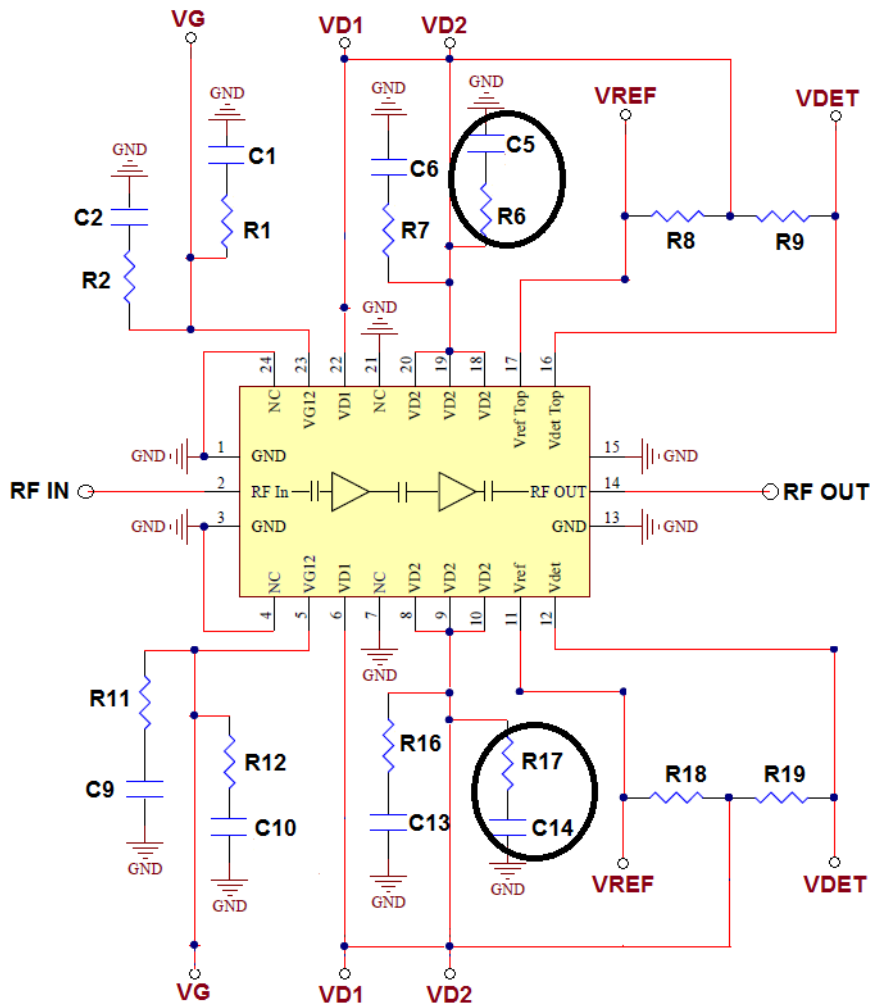 VG
VD1
VD2
GND
GND
GND
VREF
VDET
C1
C6
C5
GND
C2
R1
R7
R6
R8
R9
R2
GND
24
23
22
21
20
19
18
17
16
NC
VG12
VD1
NC
VD2
VD2
VD2
Vref Top
Vdet Top
GND
1
GND
15
GND
RF IN
2
RF In
RF OUT
14
RF OUT
GND
3
GND
GND
13
GND
NC
VG12
VD1
NC
VD2
VD2
VD2
Vref
Vdet
4
5
6
7
8
9
10
11
12
GND
R11
R12
R16
R17
R18
R19
C9
C10
C13
C14
GND
GND
GND
GND
VREF
VDET
VG
VD1
VD2